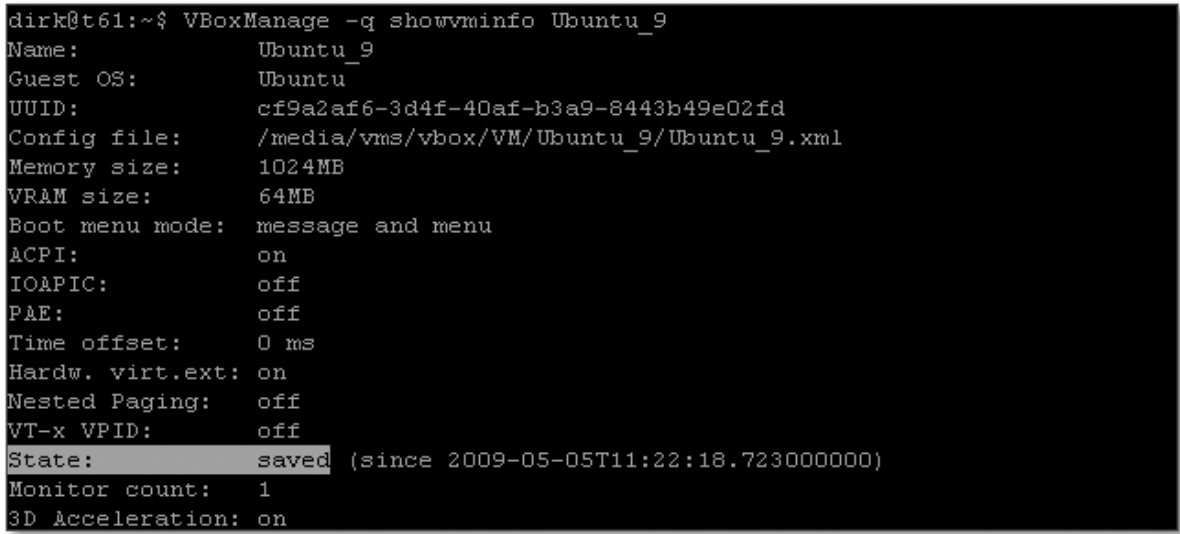 dirk@t61:~$ VBoxManage -q showvminfo Ubuntu_9
Name:            Ubuntu_9
Guest OS:        Ubuntu
UUID:            cf9a2af6-3d4f-40af-b3a9-8443b49e02fd
Config file:     /media/vms/vbox/VM/Ubuntu_9/Ubuntu_9.xml
Memory size:     1024MB
VRAM size:       64MB
Boot menu mode:  message and menu
ACPI:            on
IOAPIC:          off
PAE:             off
Time offset:     0 ms
Hardw. virt.ext: on
Nested Paging:   off
VT-x VPID:       off
State:           saved (since 2009-05-05T11:22:18.723000000)
Monitor count:   1
3D Acceleration: on